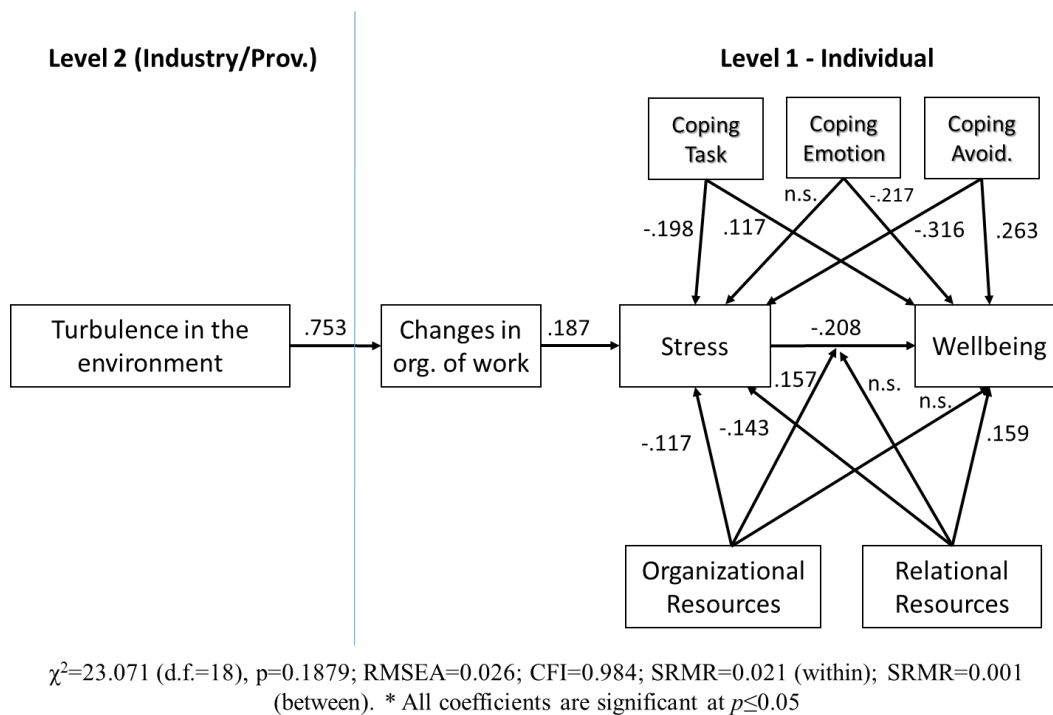 Level 2 (Industry/Prov.)
Level 1 - Individual
Coping
Task
Coping
Emotion
Coping
Avoid.
n.s.
-.217
-.198
.117
-.316
.263
Turbulence in the
environment
.753
Changes in
org. of work
.187
Stress
-.208
Wellbeing
.157
n.s.
n.s.
-.117
-.143
.159
Organizational
Resources
Relational
Resources
χ²=23.071 (d.f.=18), p=0.1879; RMSEA=0.026; CFI=0.984; SRMR=0.021 (within); SRMR=0.001
(between). * All coefficients are significant at p≤0.05